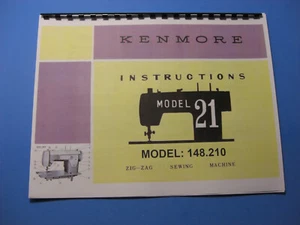 KENMORE
INSTRUCTIONS
MODEL
21
MODEL: 148.210
ZIG-ZAG SEWING MACHINE